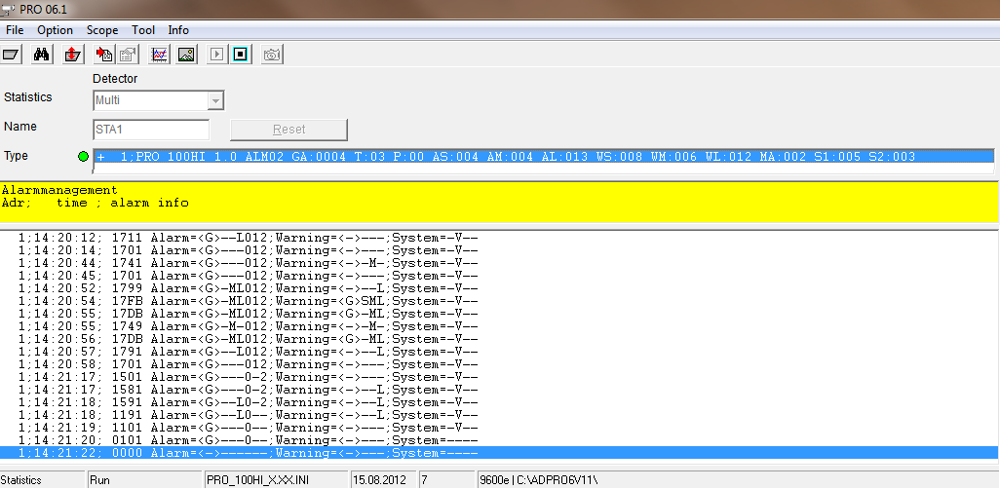 PRO 06.1
File Option Scope Tool Info
Detector
Statistics Multi
Name STA1 Reset
Type + 1;PRO 100HI 1.0 ALM02 GA:0004 T:03 P:00 AS:004 AM:004 AL:013 WS:008 WM:006 WL:012 MA:002 S1:005 S2:003
Alarmmanagement
Adr; time ; alarm info
1;14:20:12; 1711 Alarm=<G>--L012;Warning=<->---;System=-V--
1;14:20:14; 1701 Alarm=<G>---012;Warning=<->---;System=-V--
1;14:20:44; 1741 Alarm=<G>---012;Warning=<->-M-;System=-V--
1;14:20:45; 1701 Alarm=<G>---012;Warning=<->---;System=-V--
1;14:20:52; 1799 Alarm=<G>-ML012;Warning=<->--L;System=-V--
1;14:20:54; 17FB Alarm=<G>-ML012;Warning=<G>SML;System=-V--
1;14:20:55; 17DB Alarm=<G>-ML012;Warning=<G>-ML;System=-V--
1;14:20:55; 1749 Alarm=<G>-M-012;Warning=<->-M-;System=-V--
1;14:20:56; 17DB Alarm=<G>-ML012;Warning=<G>-ML;System=-V--
1;14:20:57; 1791 Alarm=<G>--L012;Warning=<->--L;System=-V--
1;14:20:58; 1701 Alarm=<G>---012;Warning=<->---;System=-V--
1;14:21:17; 1501 Alarm=<G>---0-2;Warning=<->---;System=-V--
1;14:21:17; 1581 Alarm=<G>---0-2;Warning=<->--L;System=-V--
1;14:21:18; 1591 Alarm=<G>--L0-2;Warning=<->--L;System=-V--
1;14:21:18; 1191 Alarm=<G>--L0--;Warning=<->--L;System=-V--
1;14:21:19; 1101 Alarm=<G>---0--;Warning=<->---;System=-V--
1;14:21:20; 0101 Alarm=<G>---0--;Warning=<->---;System=----
1;14:21:22; 0000 Alarm=<->------;Warning=<->---;System=----
Statistics Run PRO_100HI_X.XX.INI 15.08.2012 7 9600e | C:\ADPRO6V11\